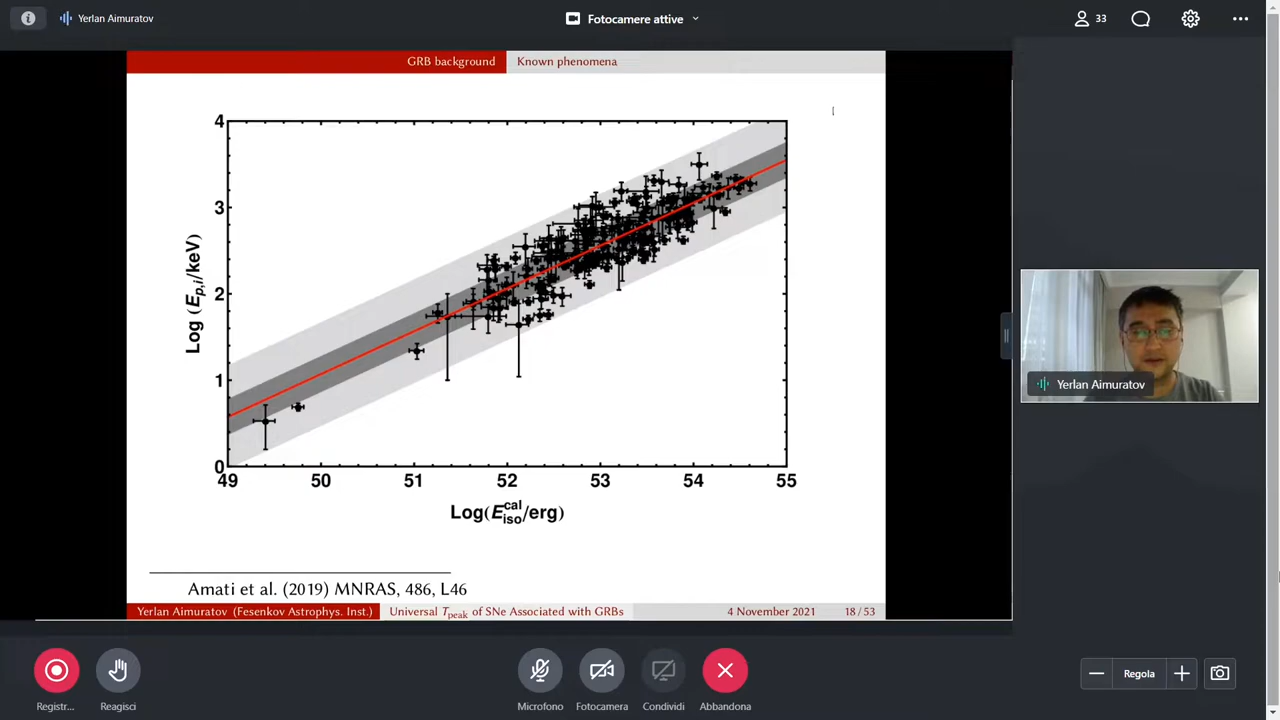 Yerlan Aimuratov
Fotocamere attive
33
GRB background
Known phenomena
4
3
2
1
0
Log (Ep,i/keV)
49 50 51 52 53 54 55
Log(E cal iso/erg)
Amati et al. (2019) MNRAS, 486, L46
Yerlan Aimuratov (Fesenkov Astrophys. Inst.)
Universal Tpeak of SNe Associated with GRBs
4 November 2021
18 / 53
Yerlan Aimuratov
Registr...
Reagisci
Microfono
Fotocamera
Condividi
Abbandona
Regola